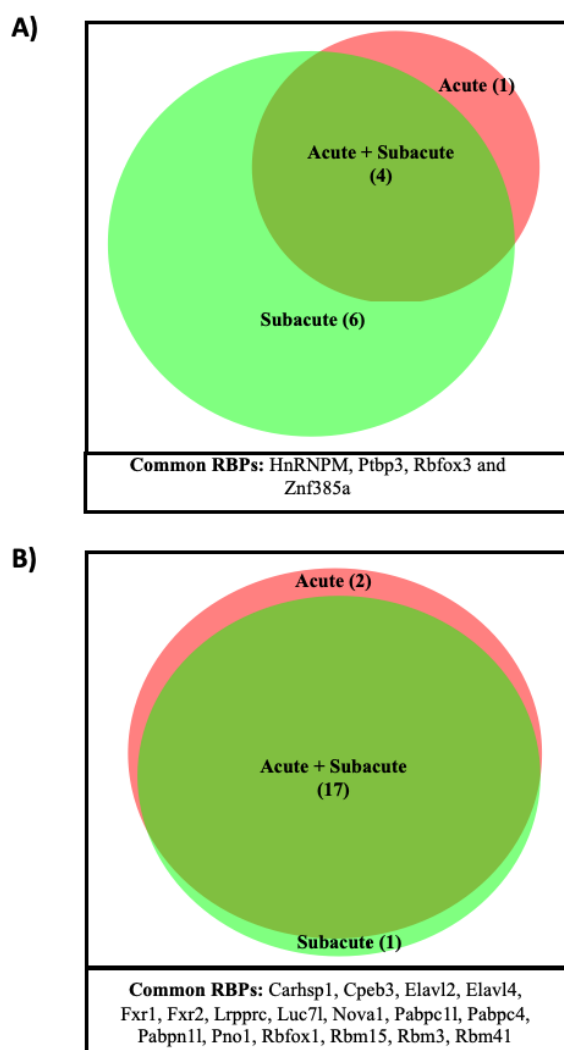 A)
Acute (1)
Acute + Subacute
(4)
Subacute (6)
Common RBPs: HnRNPM, Ptbp3, Rbfox3 and
Znf385a
B)
Acute (2)
Acute + Subacute
(17)
Subacute (1)
Common RBPs: Carhsp1, Cpeb3, Elavl2, Elavl4,
Fxr1, Fxr2, Lrpprc, Luc7l, Nova1, Pabpc1l, Pabpc4,
Pabpn1l, Pno1, Rbfox1, Rbm15, Rbm3, Rbm41